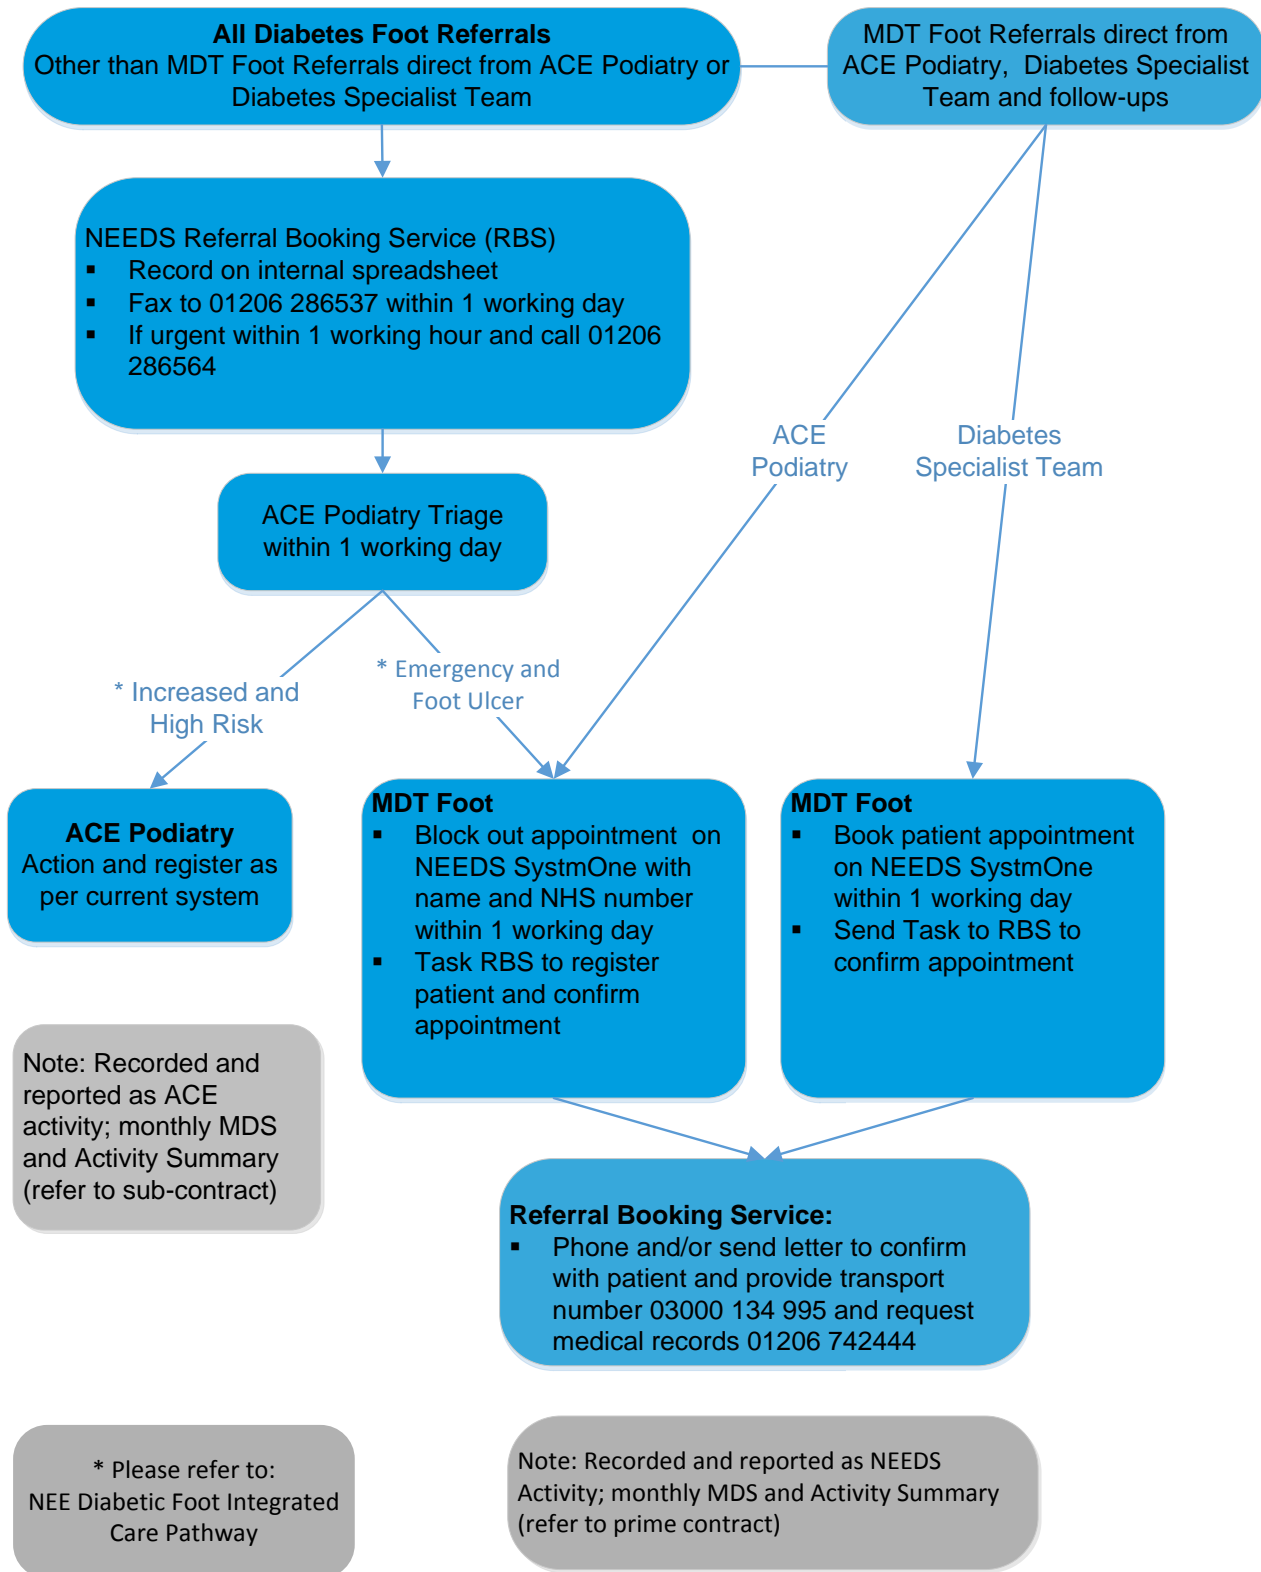 All Diabetes Foot Referrals
Other than MDT Foot Referrals direct from ACE Podiatry or
Diabetes Specialist Team
MDT Foot Referrals direct from
ACE Podiatry,  Diabetes Specialist
Team and follow-ups
NEEDS Referral Booking Service (RBS)
▪ Record on internal spreadsheet
▪ Fax to 01206 286537 within 1 working day
▪ If urgent within 1 working hour and call 01206
286564
ACE
Podiatry
Diabetes
Specialist Team
ACE Podiatry Triage
within 1 working day
* Increased and
High Risk
* Emergency and
Foot Ulcer
ACE Podiatry
Action and register as
per current system
MDT Foot
▪ Block out appointment  on
NEEDS SystmOne with
name and NHS number
within 1 working day
▪ Task RBS to register
patient and confirm
appointment
MDT Foot
▪ Book patient appointment
on NEEDS SystmOne
within 1 working day
▪ Send Task to RBS to
confirm appointment
Note: Recorded and
reported as ACE
activity; monthly MDS
and Activity Summary
(refer to sub-contract)
Referral Booking Service:
▪ Phone and/or send letter to confirm
with patient and provide transport
number 03000 134 995 and request
medical records 01206 742444
* Please refer to:
NEE Diabetic Foot Integrated
Care Pathway
Note: Recorded and reported as NEEDS
Activity; monthly MDS and Activity Summary
(refer to prime contract)